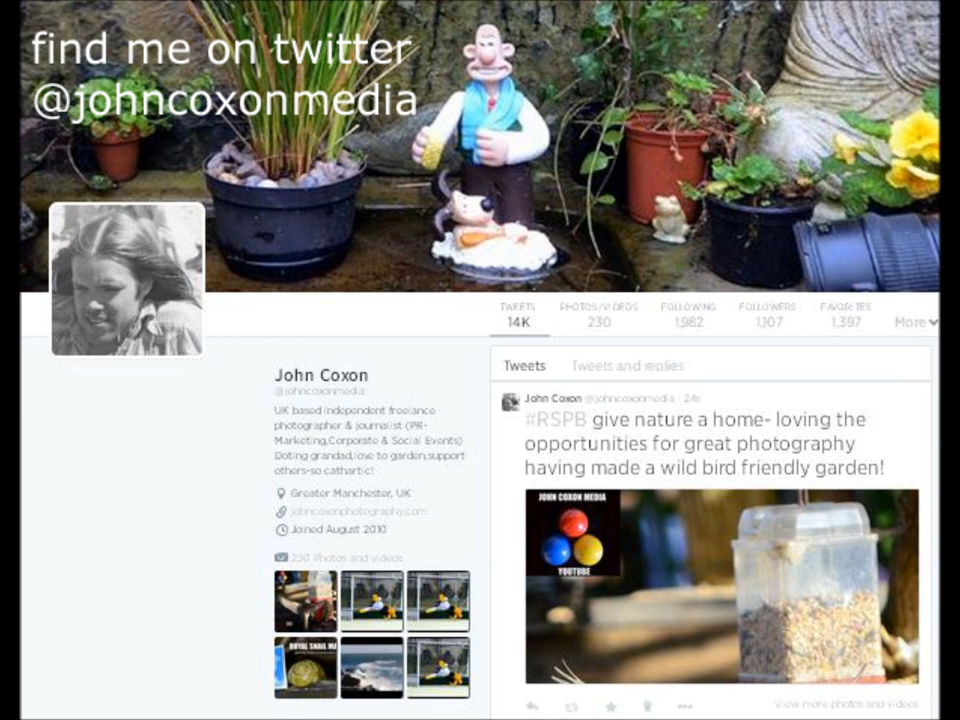 find me on twitter
@johncoxonmedia
TWEETS
14K
PHOTOS/VIDEOS
230
FOLLOWING
1,982
FOLLOWERS
1,107
FAVORITES
1,397
More
John Coxon
@johncoxonmedia
UK based independent freelance
photographer & journalist (PR-
Marketing,Corporate & Social Events)
Doting grandad,love to garden,support
others-so cathartic!
Greater Manchester, UK
johncoxonphotography.com
Joined August 2010
230 Photos and videos
ROYAL SNAIL MA
Tweets Tweets and replies
John Coxon @johncoxonmedia · 24s
#RSPB give nature a home- loving the
opportunities for great photography
having made a wild bird friendly garden!
JOHN COXON MEDIA
YOUTUBE
View more photos and videos